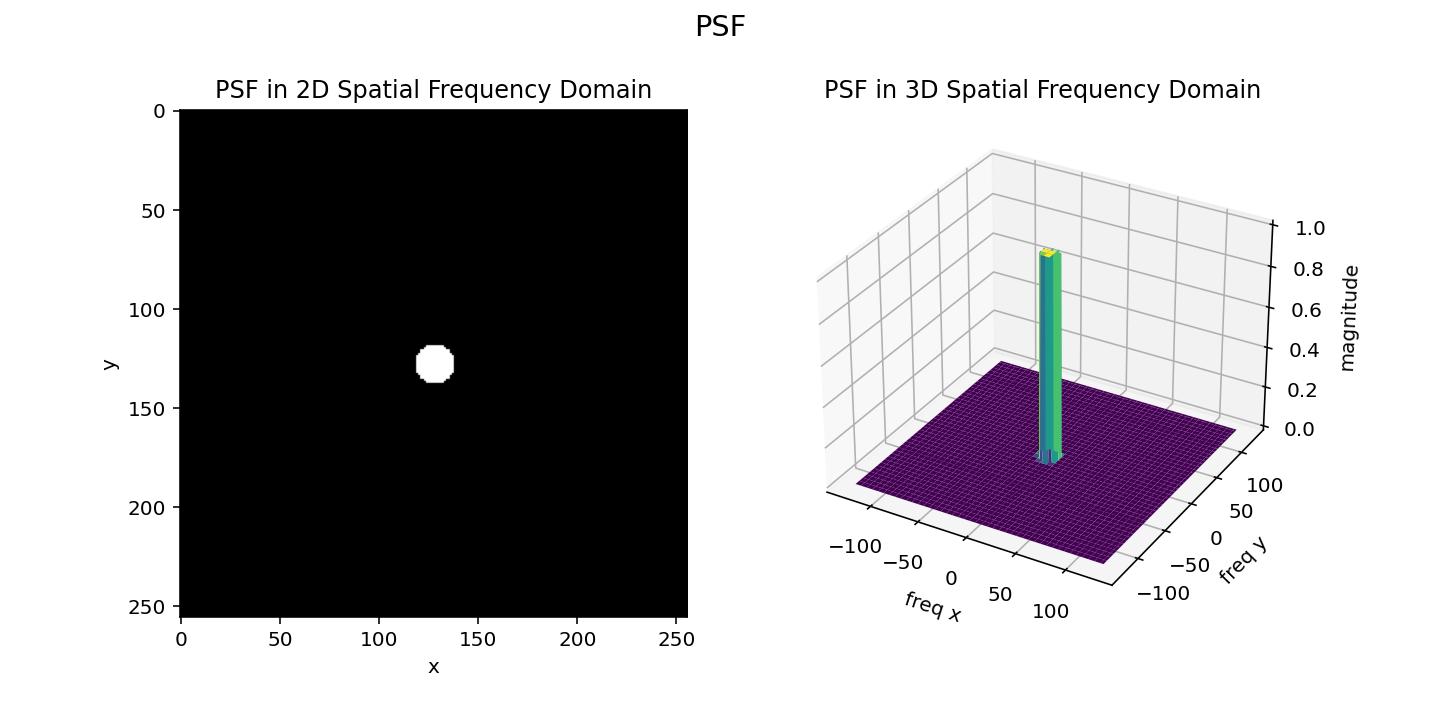 PSF
PSF in 2D Spatial Frequency Domain
0
50
100
150
200
250
y
0 50 100 150 200 250
x
PSF in 3D Spatial Frequency Domain
1.0
0.8
0.6
0.4
0.2
0.0
magnitude
100
50
0
−50
−100
freq y
−100
−50
0
50
100
freq x